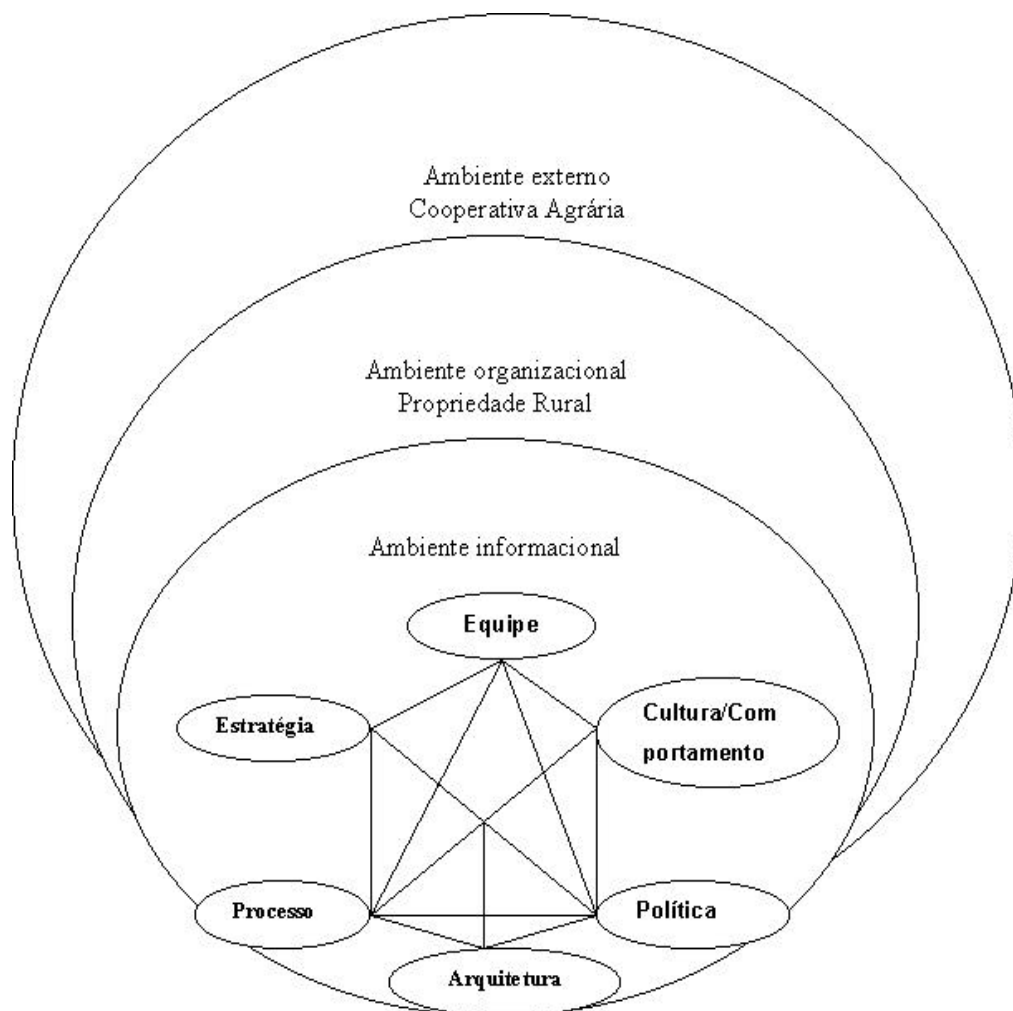 Ambiente externo
Cooperativa Agrária
Ambiente organizacional
Propriedade Rural
Ambiente informacional
Equipe
Estratégia
Cultura/Com
portamento
Processo
Política
Arquitetura